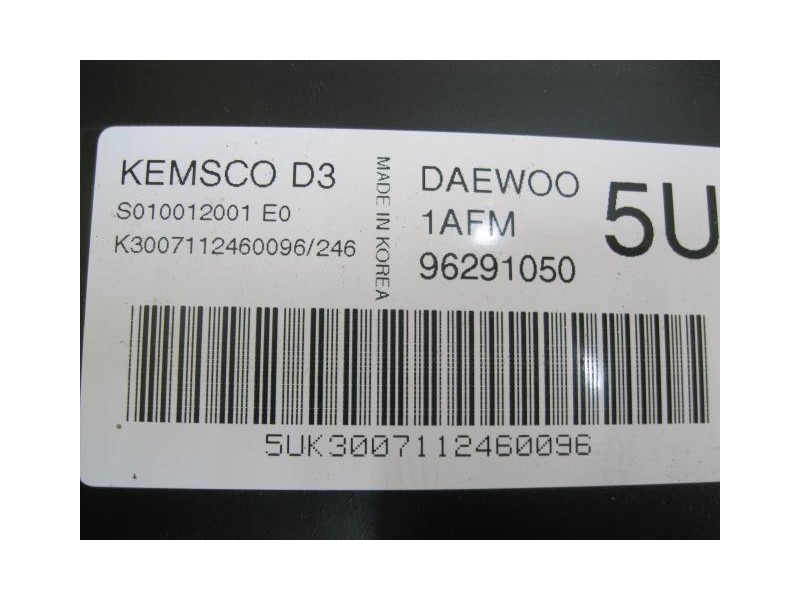 KEMSCO D3
S010012001 E0
K3007112460096/246
MADE IN KOREA
DAEWOO
1AFM
96291050
5U
5UK3007112460096